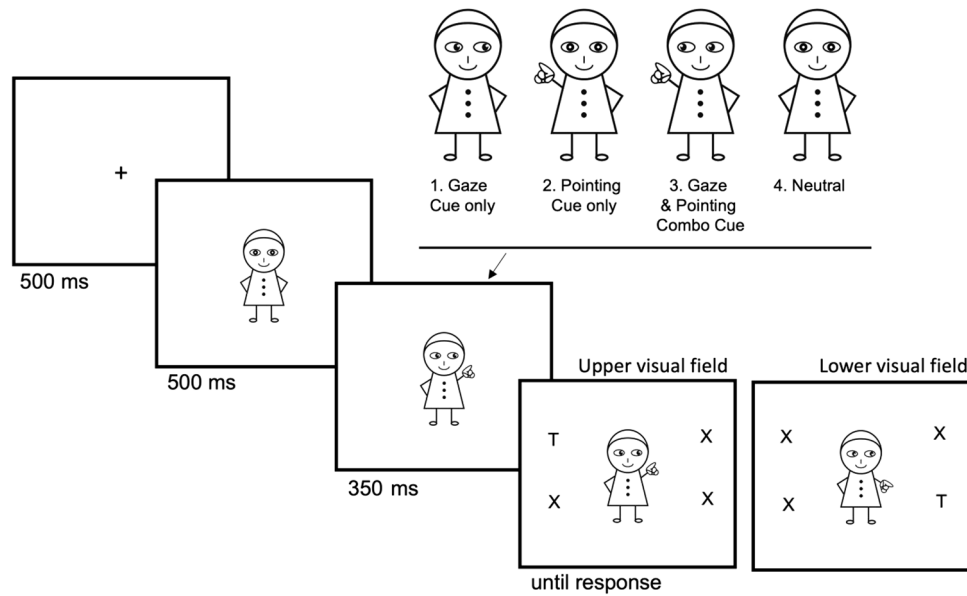 1. Gaze
Cue only
2. Pointing
Cue only
3. Gaze
& Pointing
Combo Cue
4. Neutral
+
500 ms
500 ms
350 ms
Upper visual field
T X
X X
until response
Lower visual field
X X
X T